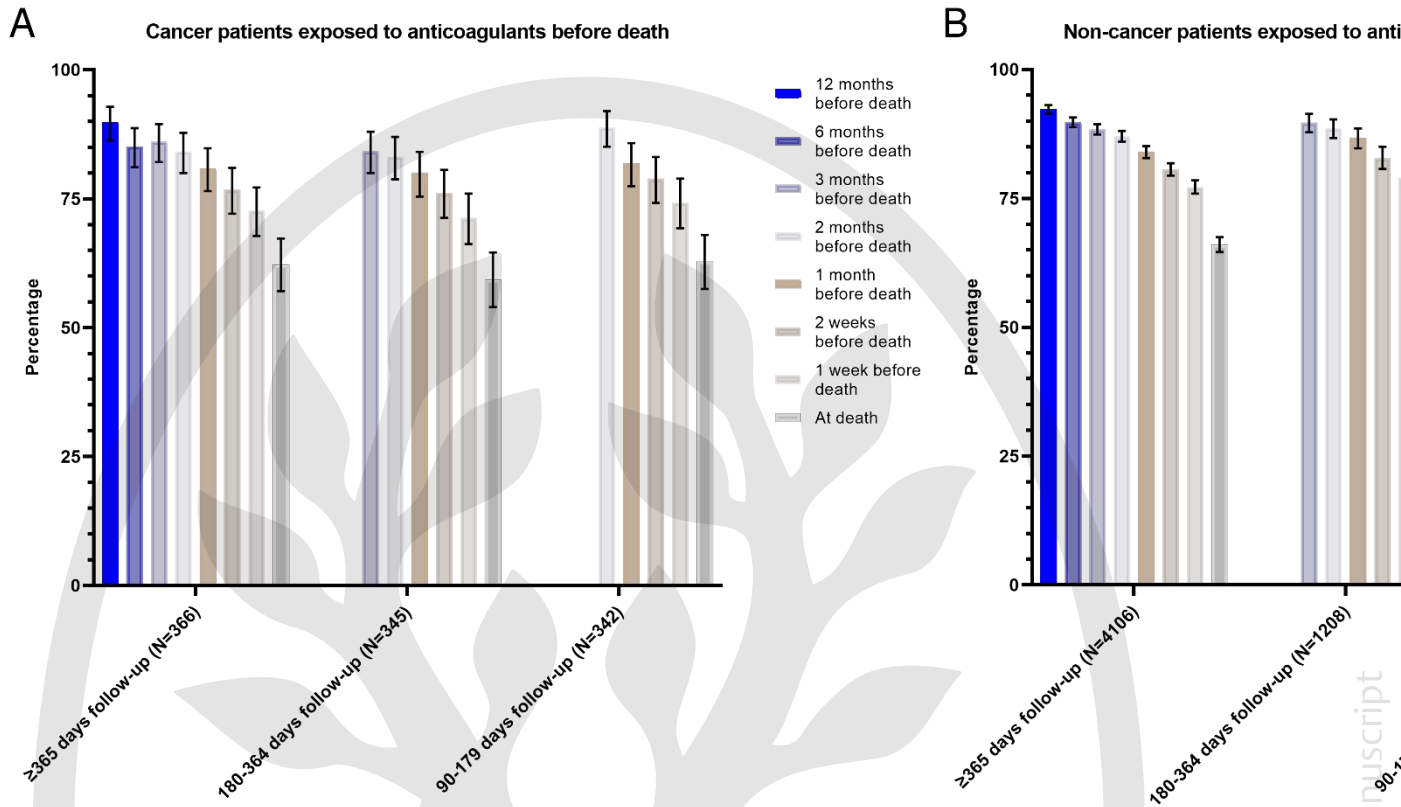 A
Cancer patients exposed to anticoagulants before death
Percentage
100
75
50
25
0
≥365 days follow-up (N=366)
180-364 days follow-up (N=345)
90-179 days follow-up (N=342)
12 months
before death
6 months
before death
3 months
before death
2 months
before death
1 month
before death
2 weeks
before death
1 week before
death
At death
B
Non-cancer patients exposed to anti
Percentage
100
75
50
25
0
≥365 days follow-up (N=4106)
180-364 days follow-up (N=1208)
90-1
nuscript